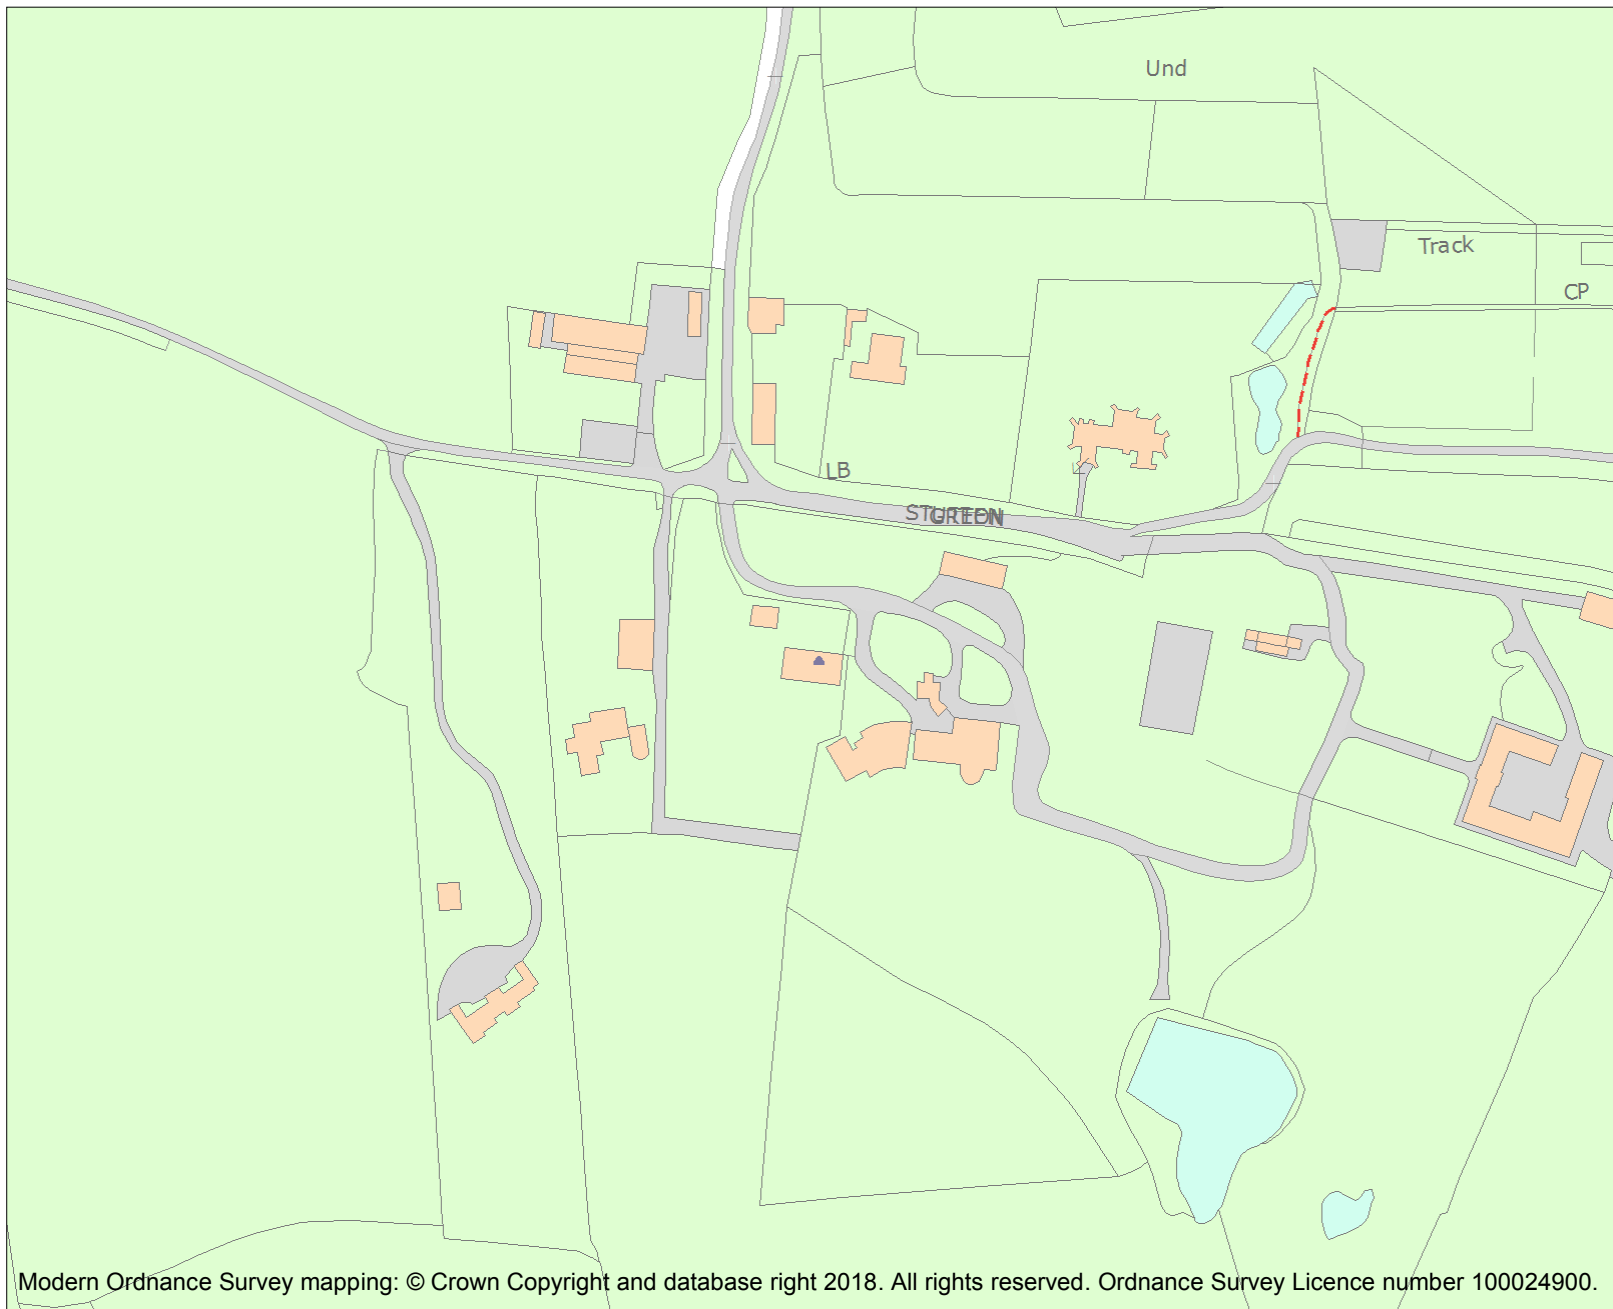 Und
Track
CP
LB
GREEN
Modern Ordnance Survey mapping: © Crown Copyright and database right 2018. All rights reserved. Ordnance Survey Licence number 100024900.